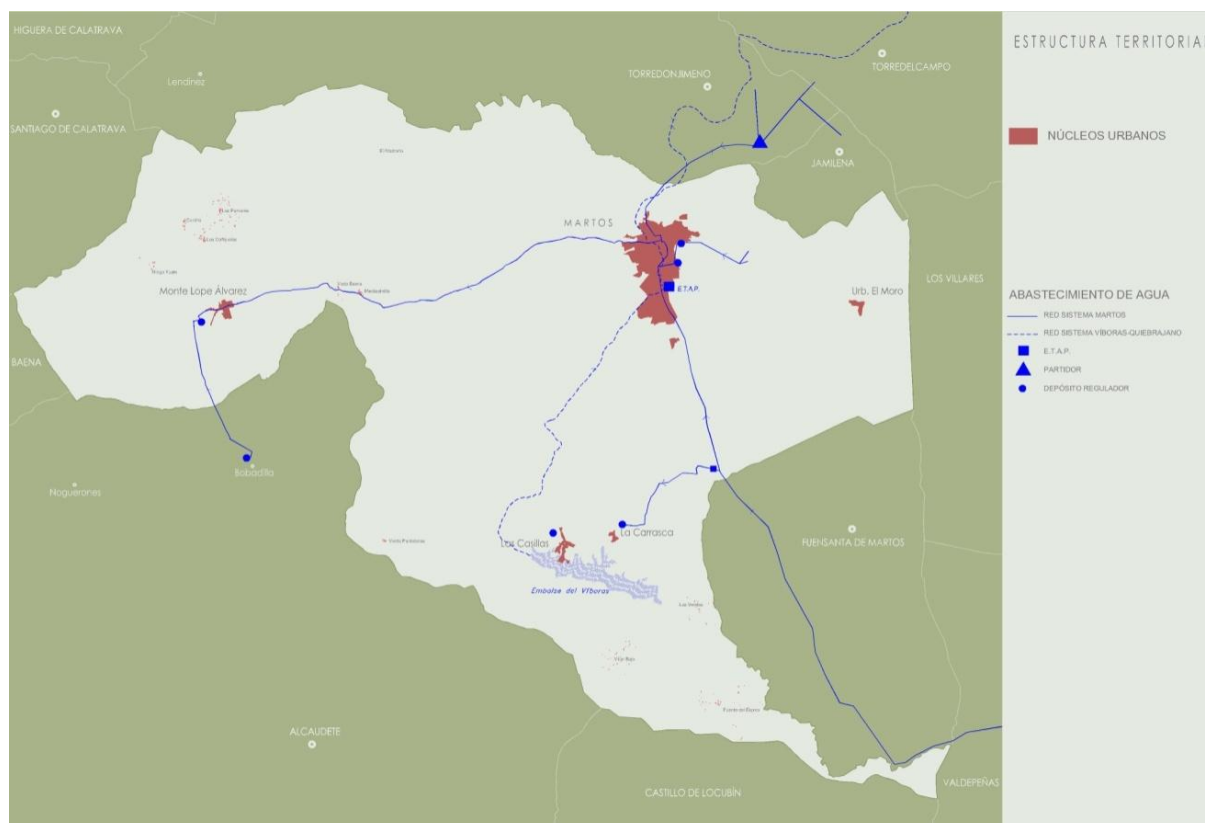 HIGUERA DE CALATRAVA
ESTRUCTURA TERRITORIAL
Lendínez
TORREDONJIMENO
TORREDELCAMPO
SANTIAGO DE CALATRAVA
NÚCLEOS URBANOS
JAMILENA
MARTOS
LOS VILLARES
E.T.A.P.
Monte Lope Álvarez
Urb. El Moro
ABASTECIMIENTO DE AGUA
RED SISTEMA MARTOS
RED SISTEMA VÍBORAS-QUIEBRAJANO
E.T.A.P.
PARTIDOR
DEPÓSITO REGULADOR
BAENA
Bobadilla
Noguerones
La Carrasca
Las Casillas
FUENSANTA DE MARTOS
Embalse del Víboras
ALCAUDETE
CASTILLO DE LOCUBÍN
VALDEPEÑAS